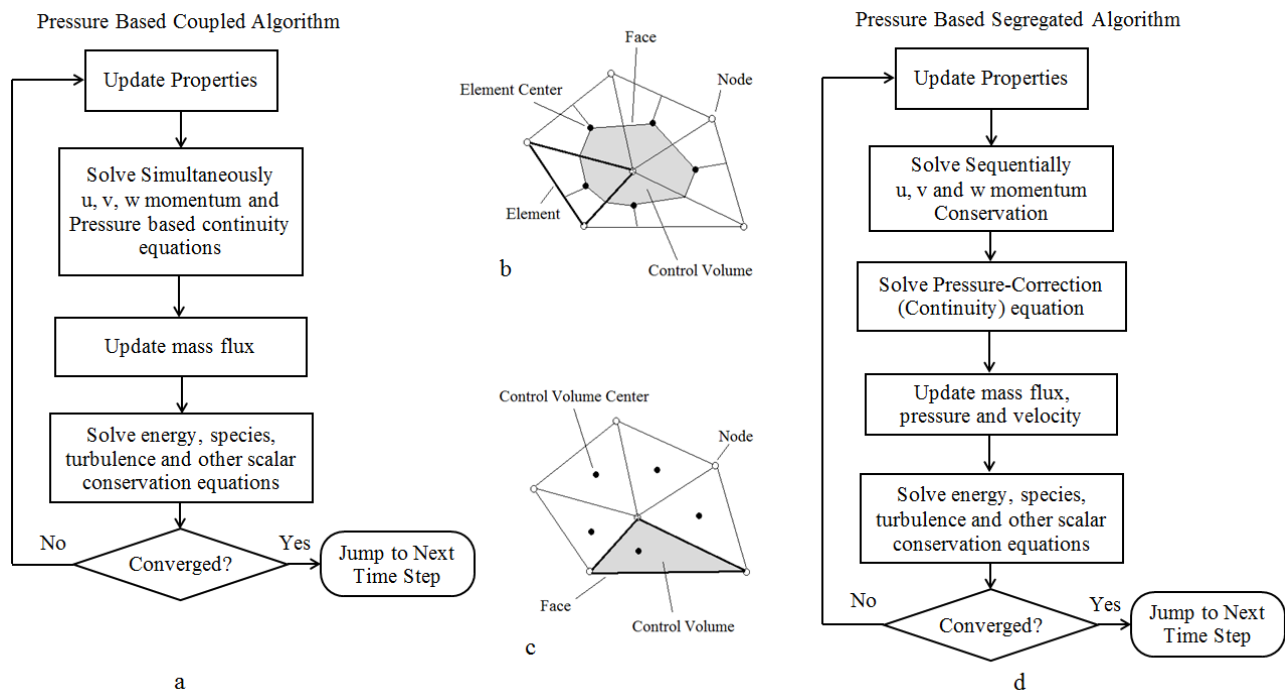 Pressure Based Coupled Algorithm
Update Properties
Solve Simultaneously
u, v, w momentum and
Pressure based continuity
equations
Update mass flux
Solve energy, species,
turbulence and other scalar
conservation equations
No
Converged?
Yes
Jump to Next
Time Step
a
Face
Node
Element Center
Element
Control Volume
b
Control Volume Center
Node
Face
Control Volume
c
Pressure Based Segregated Algorithm
Update Properties
Solve Sequentially
u, v and w momentum
Conservation
Solve Pressure-Correction
(Continuity) equation
Update mass flux,
pressure and velocity
Solve energy, species,
turbulence and other scalar
conservation equations
No
Converged?
Yes
Jump to Next
Time Step
d